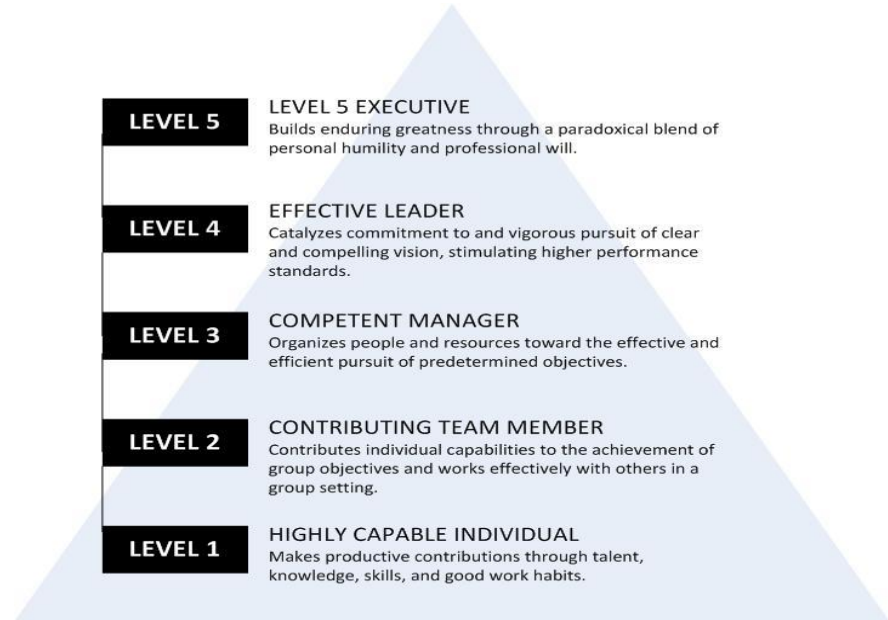 LEVEL 5
LEVEL 5 EXECUTIVE
Builds enduring greatness through a paradoxical blend of
personal humility and professional will.
LEVEL 4
EFFECTIVE LEADER
Catalyzes commitment to and vigorous pursuit of clear
and compelling vision, stimulating higher performance
standards.
LEVEL 3
COMPETENT MANAGER
Organizes people and resources toward the effective and
efficient pursuit of predetermined objectives.
LEVEL 2
CONTRIBUTING TEAM MEMBER
Contributes individual capabilities to the achievement of
group objectives and works effectively with others in a
group setting.
LEVEL 1
HIGHLY CAPABLE INDIVIDUAL
Makes productive contributions through talent,
knowledge, skills, and good work habits.